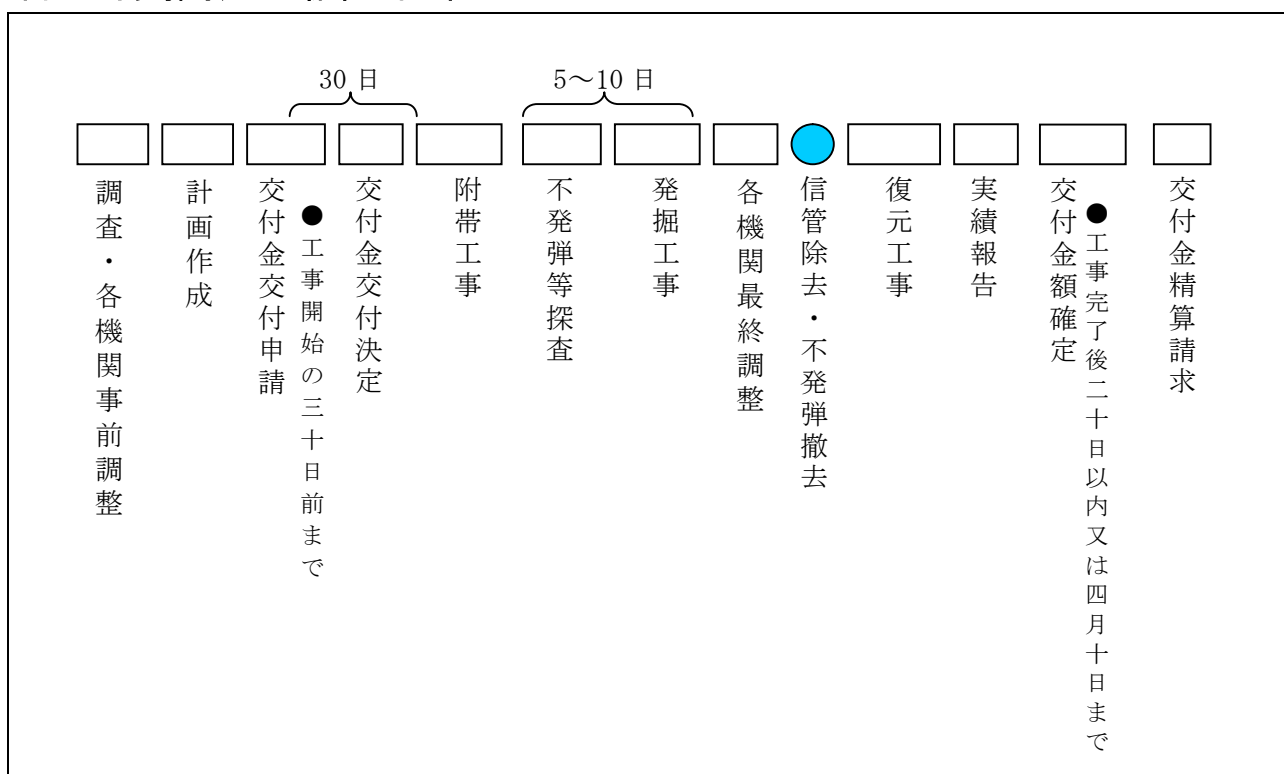 30 日
5～10 日
調査・各機関事前調整
計画作成
交付金交付申請
●工事開始の三十日前まで
交付金交付決定
附帯工事
不発弾等探査
発掘工事
各機関最終調整
信管除去・不発弾撤去
復元工事
実績報告
交付金額確定
●工事完了後二十日以内又は四月十日まで
交付金精算請求